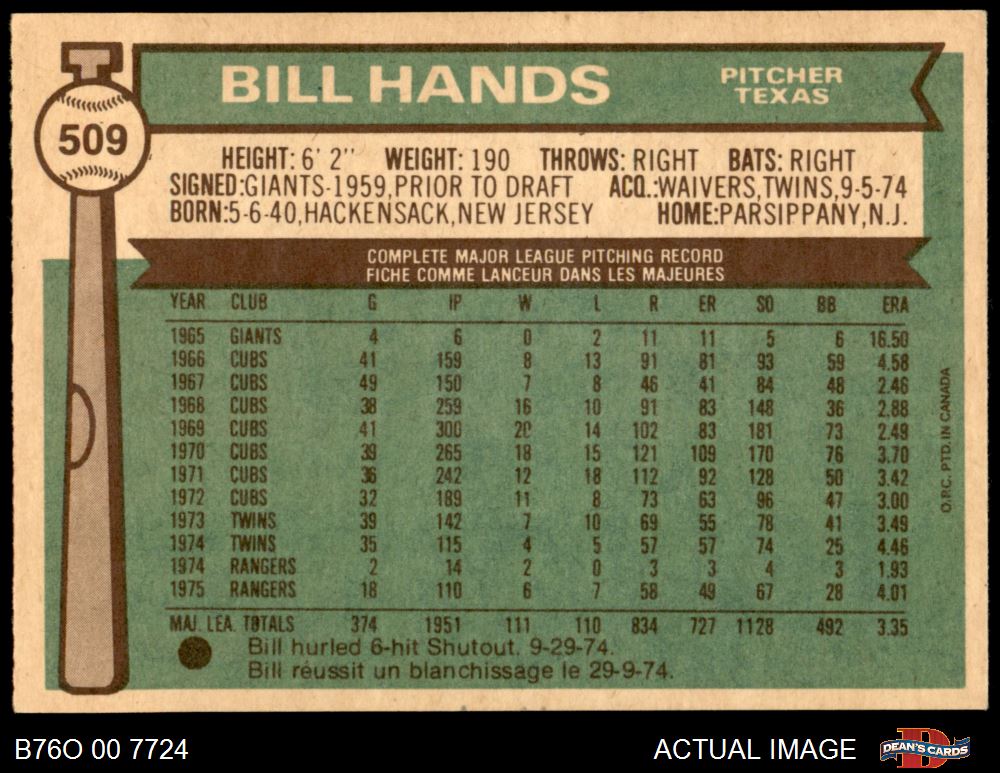 BILL HANDS
PITCHER
TEXAS
509
HEIGHT: 6' 2" WEIGHT: 190 THROWS: RIGHT BATS: RIGHT
SIGNED:GIANTS-1959,PRIOR TO DRAFT ACQ.:WAIVERS,TWINS,9-5-74
BORN:5-6-40,HACKENSACK,NEW JERSEY HOME:PARSIPPANY,N.J.
COMPLETE MAJOR LEAGUE PITCHING RECORD
FICHE COMME LANCEUR DANS LES MAJEURES
YEAR CLUB G IP W L R ER SO BB ERA
1965 GIANTS 4 6 0 2 11 11 5 6 16.50
1966 CUBS 41 159 8 13 91 81 93 59 4.58
1967 CUBS 49 150 7 8 46 41 84 48 2.46
1968 CUBS 38 259 16 10 91 83 148 36 2.88
1969 CUBS 41 300 20 14 102 83 181 73 2.49
1970 CUBS 39 265 18 15 121 109 170 76 3.70
1971 CUBS 36 242 12 18 112 92 128 50 3.42
1972 CUBS 32 189 11 8 73 63 96 47 3.00
1973 TWINS 39 142 7 10 69 55 78 41 3.49
1974 TWINS 35 115 4 5 57 57 74 25 4.46
1974 RANGERS 2 14 2 0 3 3 4 3 1.93
1975 RANGERS 18 110 6 7 58 49 67 28 4.01
MAJ. LEA. TOTALS 374 1951 111 110 834 727 1128 492 3.35
Bill hurled 6-hit Shutout, 9-29-74.
Bill réussit un blanchissage le 29-9-74.
O.P.C. PTD. IN CANADA
B76O 00 7724
ACTUAL IMAGE
DEAN'S CARDS